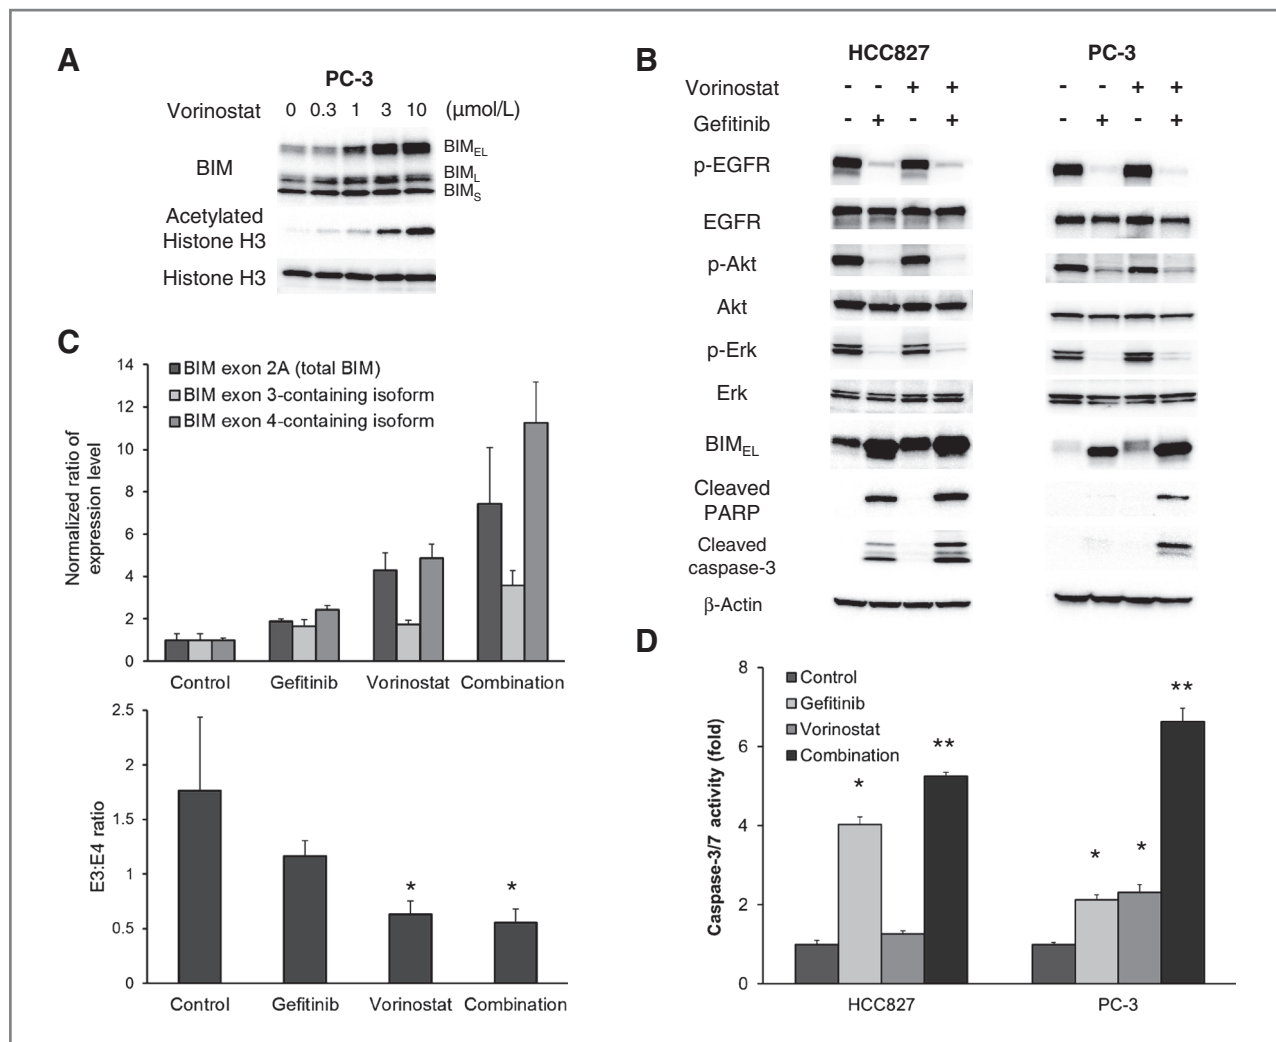 A
PC-3
Vorinostat 0 0.3 1 3 10 (μmol/L)
BIM
BIM_EL
BIM_L
BIM_S
Acetylated
Histone H3
Histone H3
B
HCC827 PC-3
Vorinostat - - + + - - + +
Gefitinib - + - + - + - +
p-EGFR
EGFR
p-Akt
Akt
p-Erk
Erk
BIM_EL
Cleaved
PARP
Cleaved
caspase-3
β-Actin
C
BIM exon 2A (total BIM)
BIM exon 3-containing isoform
BIM exon 4-containing isoform
Normalized ratio of
expression level
14
12
10
8
6
4
2
0
Control Gefitinib Vorinostat Combination
E3:E4 ratio
2.5
2
1.5
1
0.5
0
* *
Control Gefitinib Vorinostat Combination
D
Control
Gefitinib
Vorinostat
Combination
Caspase-3/7 activity (fold)
8
6
4
2
0
* ** * * **
HCC827 PC-3